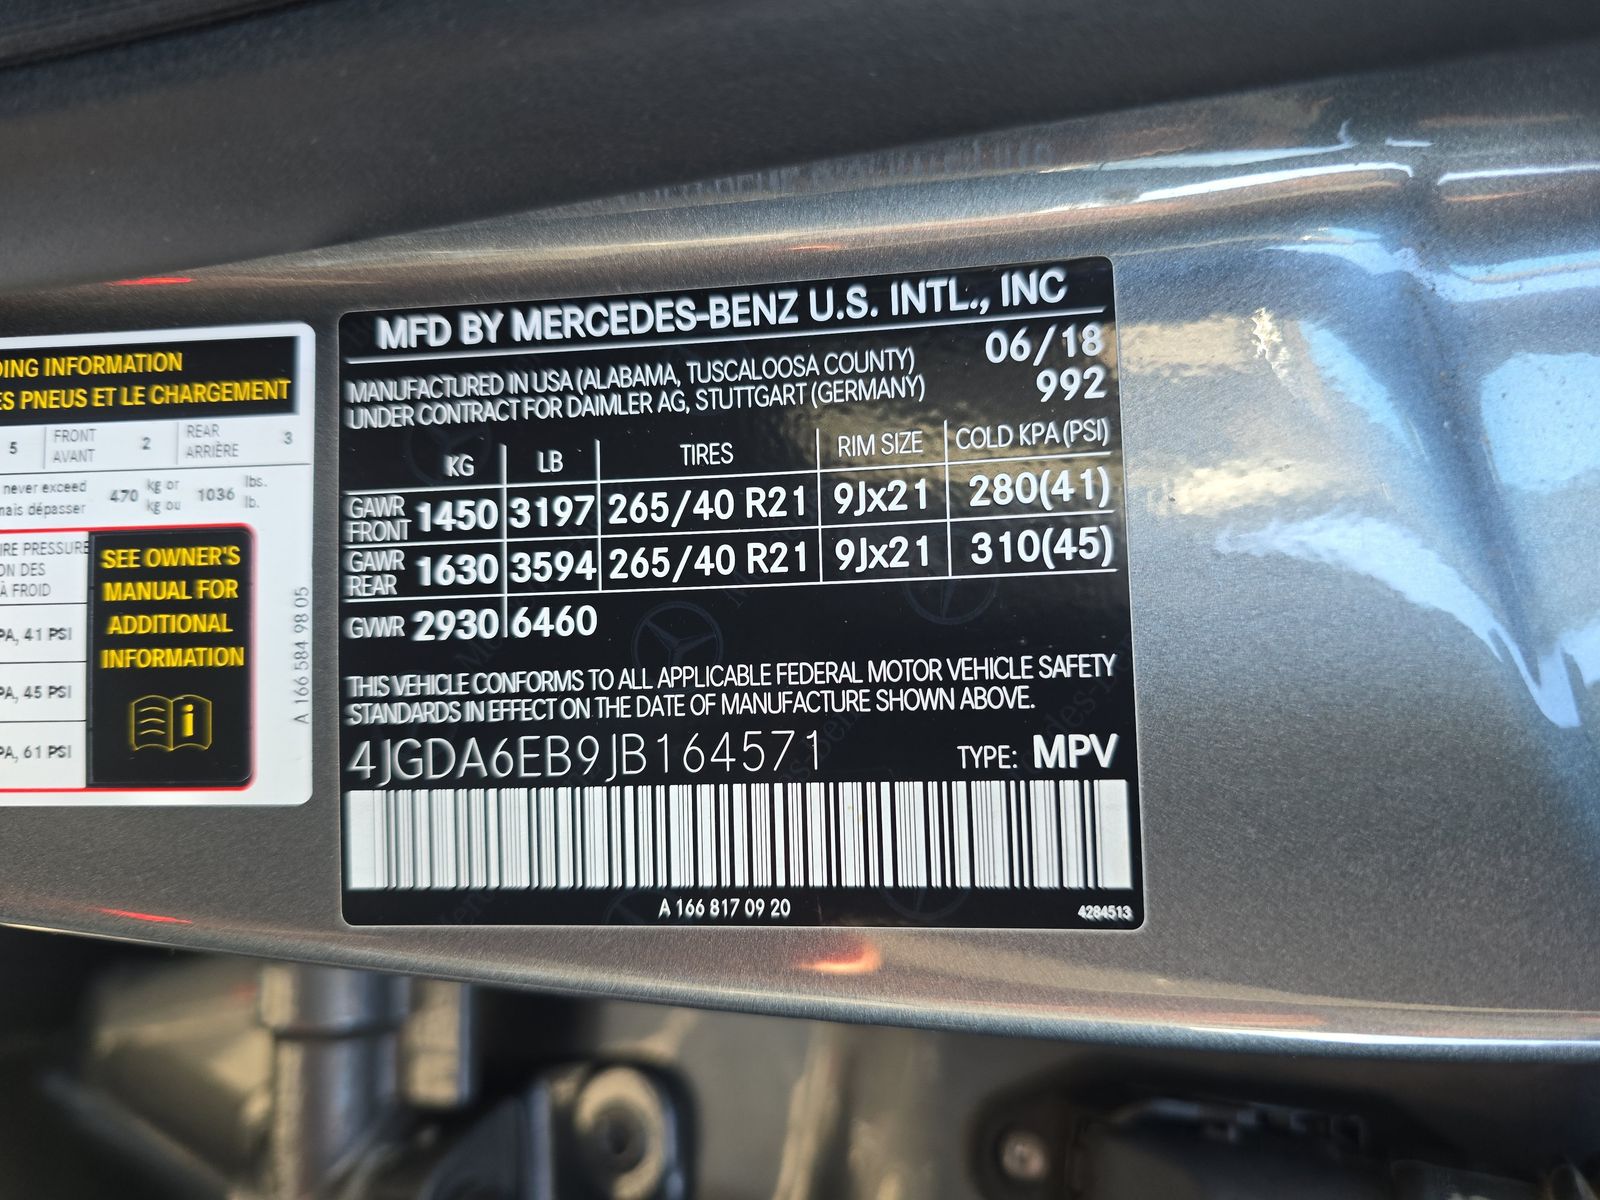 DING INFORMATION
ES PNEUS ET LE CHARGEMENT
5 FRONT AVANT 2 REAR ARRIÈRE 3
never exceed 470 kg or 1036 lbs.
mais dépasser kg ou lb.
IRE PRESSURE
ON DES
À FROID
PA, 41 PSI
PA, 45 PSI
PA, 61 PSI
SEE OWNER'S
MANUAL FOR
ADDITIONAL
INFORMATION
i
A 166 584 98 05
MFD BY MERCEDES-BENZ U.S. INTL., INC
MANUFACTURED IN USA (ALABAMA, TUSCALOOSA COUNTY) 06/18
UNDER CONTRACT FOR DAIMLER AG, STUTTGART (GERMANY) 992
KG LB TIRES RIM SIZE COLD KPA (PSI)
GAWR FRONT 1450 3197 265/40 R21 9Jx21 280(41)
GAWR REAR 1630 3594 265/40 R21 9Jx21 310(45)
GVWR 2930 6460
THIS VEHICLE CONFORMS TO ALL APPLICABLE FEDERAL MOTOR VEHICLE SAFETY
STANDARDS IN EFFECT ON THE DATE OF MANUFACTURE SHOWN ABOVE.
4JGDA6EB9JB164571 TYPE: MPV
A 166 817 09 20 4284513